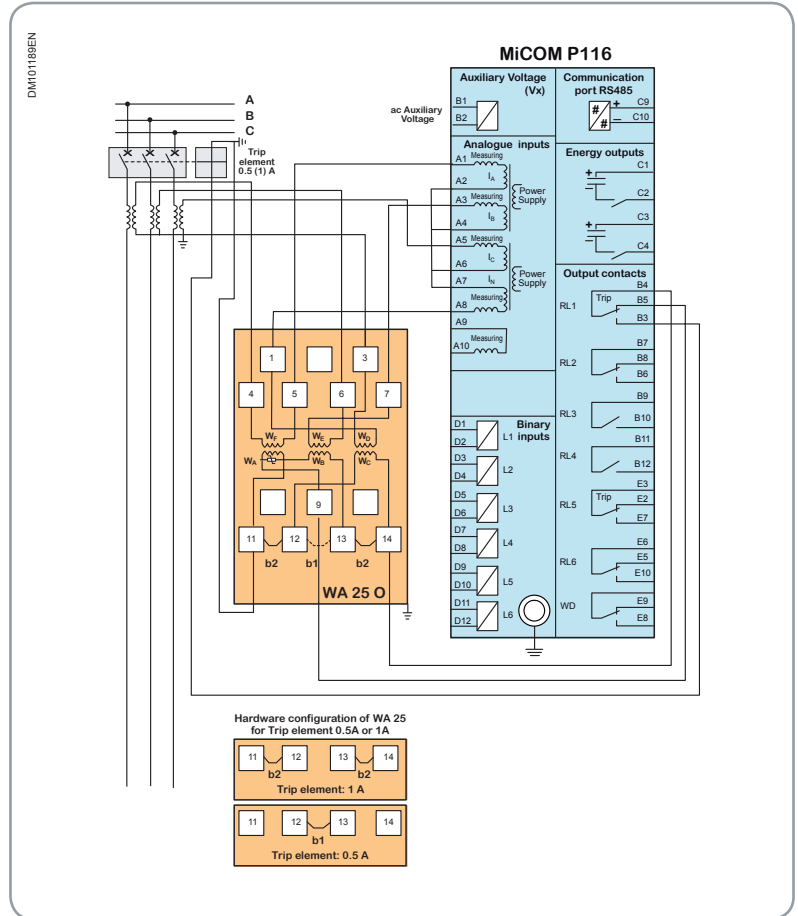 DM101189EN
MiCOM P116
A
B
C
Trip
element
0.5 (1) A
ac Auxiliary
Voltage
Auxiliary Voltage
(Vx)
B1
B2
Communication
port RS485
#
#
+
–
C9
C10
Analogue inputs
A1
Measuring
IA
A2
A3
Measuring
IB
A4
Power
Supply
A5
Measuring
IC
A6
A7
IN
Measuring
A8
Power
Supply
A9
A10
Measuring
Energy outputs
C1
+
C2
C3
+
C4
Output contacts
B4
RL1
Trip
B5
B3
B7
RL2
B8
B6
B9
RL3
B10
B11
RL4
B12
E3
RL5
Trip
E2
E7
E6
RL6
E5
E10
E9
WD
E8
Binary
inputs
D1
D2
L1
D3
D4
L2
D5
D6
L3
D7
D8
L4
D9
D10
L5
D11
D12
L6
1
3
4
5
6
7
WF
WE
WD
WA
WB
WC
9
11
12
13
14
b2
b1
b2
WA 25 O
Hardware configuration of WA 25
for Trip element 0.5A or 1A
11
12
13
14
b2
b2
Trip element: 1 A
11
12
13
14
b1
Trip element: 0.5 A